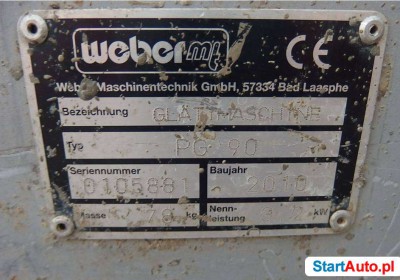 weber mt CE
Weber Maschinentechnik GmbH, 57334 Bad Laasphe
Bezeichnung GLÄTTMASCHINE
Typ PG 90
Seriennummer Baujahr
0105881 2010
Masse kg Nenn-
leistung kW
StartAuto.pl